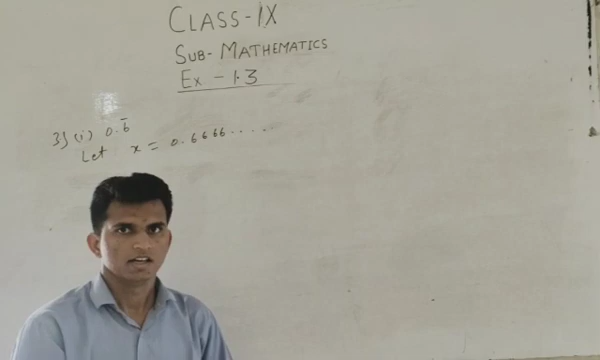 CLASS-IX
SUB-MATHEMATICS
Ex-1.3
3) (i) 0.6̅
Let x = 0.6666.....